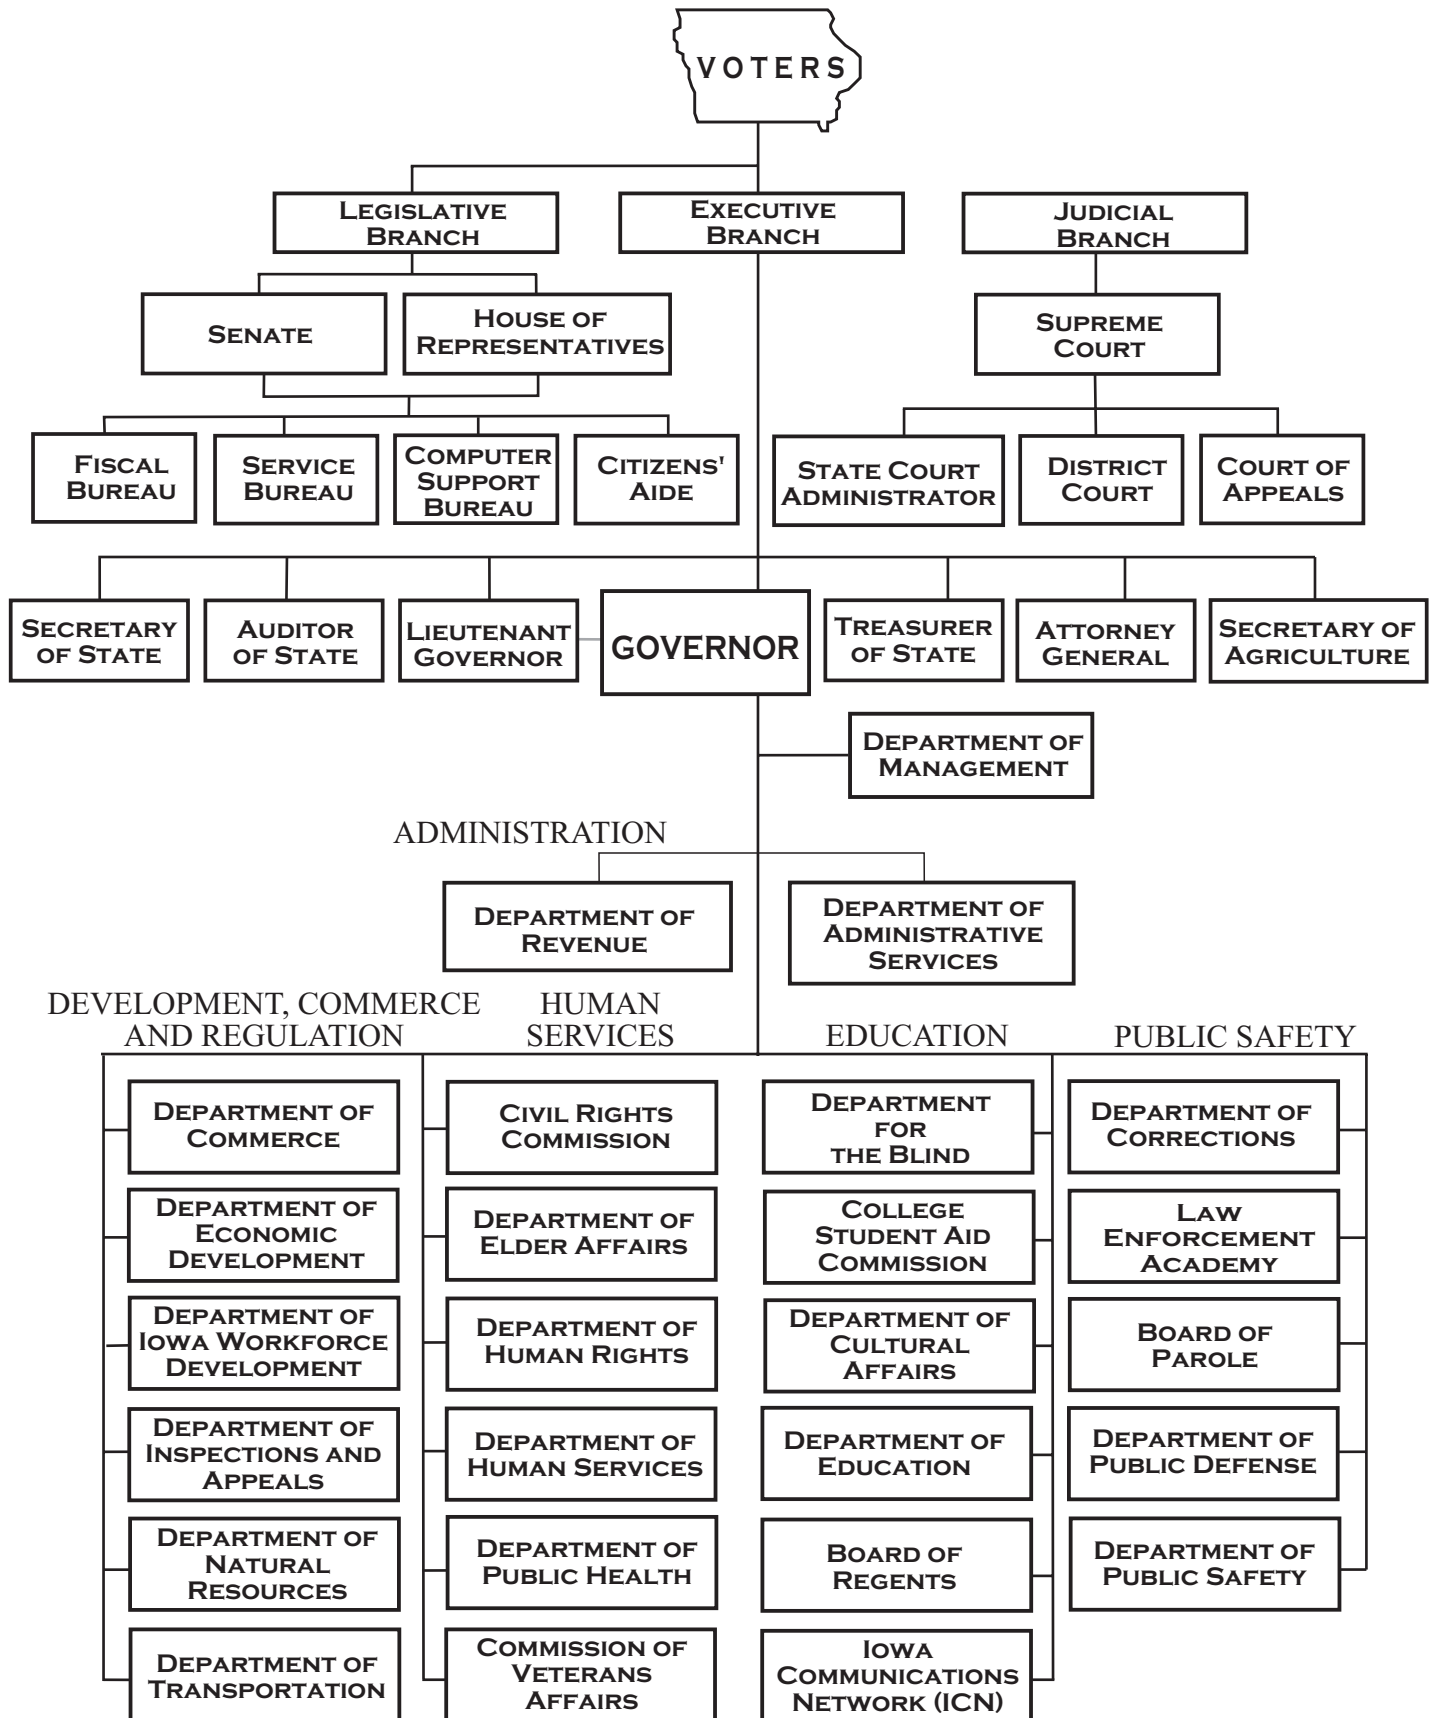 VOTERS
LEGISLATIVE
BRANCH
EXECUTIVE
BRANCH
JUDICIAL
BRANCH
SENATE
HOUSE OF
REPRESENTATIVES
SUPREME
COURT
FISCAL
BUREAU
SERVICE
BUREAU
COMPUTER
SUPPORT
BUREAU
CITIZENS'
AIDE
STATE COURT
ADMINISTRATOR
DISTRICT
COURT
COURT OF
APPEALS
SECRETARY
OF STATE
AUDITOR
OF STATE
LIEUTENANT
GOVERNOR
GOVERNOR
TREASURER
OF STATE
ATTORNEY
GENERAL
SECRETARY OF
AGRICULTURE
DEPARTMENT OF
MANAGEMENT
ADMINISTRATION
DEPARTMENT OF
REVENUE
DEPARTMENT OF
ADMINISTRATIVE
SERVICES
DEVELOPMENT, COMMERCE
AND REGULATION
DEPARTMENT OF
COMMERCE
DEPARTMENT OF
ECONOMIC
DEVELOPMENT
DEPARTMENT OF
IOWA WORKFORCE
DEVELOPMENT
DEPARTMENT OF
INSPECTIONS AND
APPEALS
DEPARTMENT OF
NATURAL
RESOURCES
DEPARTMENT OF
TRANSPORTATION
HUMAN
SERVICES
CIVIL RIGHTS
COMMISSION
DEPARTMENT OF
ELDER AFFAIRS
DEPARTMENT OF
HUMAN RIGHTS
DEPARTMENT OF
HUMAN SERVICES
DEPARTMENT OF
PUBLIC HEALTH
COMMISSION OF
VETERANS
AFFAIRS
EDUCATION
DEPARTMENT
FOR
THE BLIND
COLLEGE
STUDENT AID
COMMISSION
DEPARTMENT OF
CULTURAL
AFFAIRS
DEPARTMENT OF
EDUCATION
BOARD OF
REGENTS
IOWA
COMMUNICATIONS
NETWORK (ICN)
PUBLIC SAFETY
DEPARTMENT OF
CORRECTIONS
LAW
ENFORCEMENT
ACADEMY
BOARD OF
PAROLE
DEPARTMENT OF
PUBLIC DEFENSE
DEPARTMENT OF
PUBLIC SAFETY